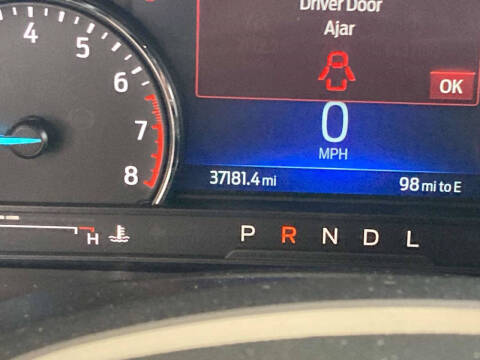 Driver Door
Ajar
OK
4
5
6
7
8
0
MPH
37181.4 mi
98 mi to E
H
P R N D L